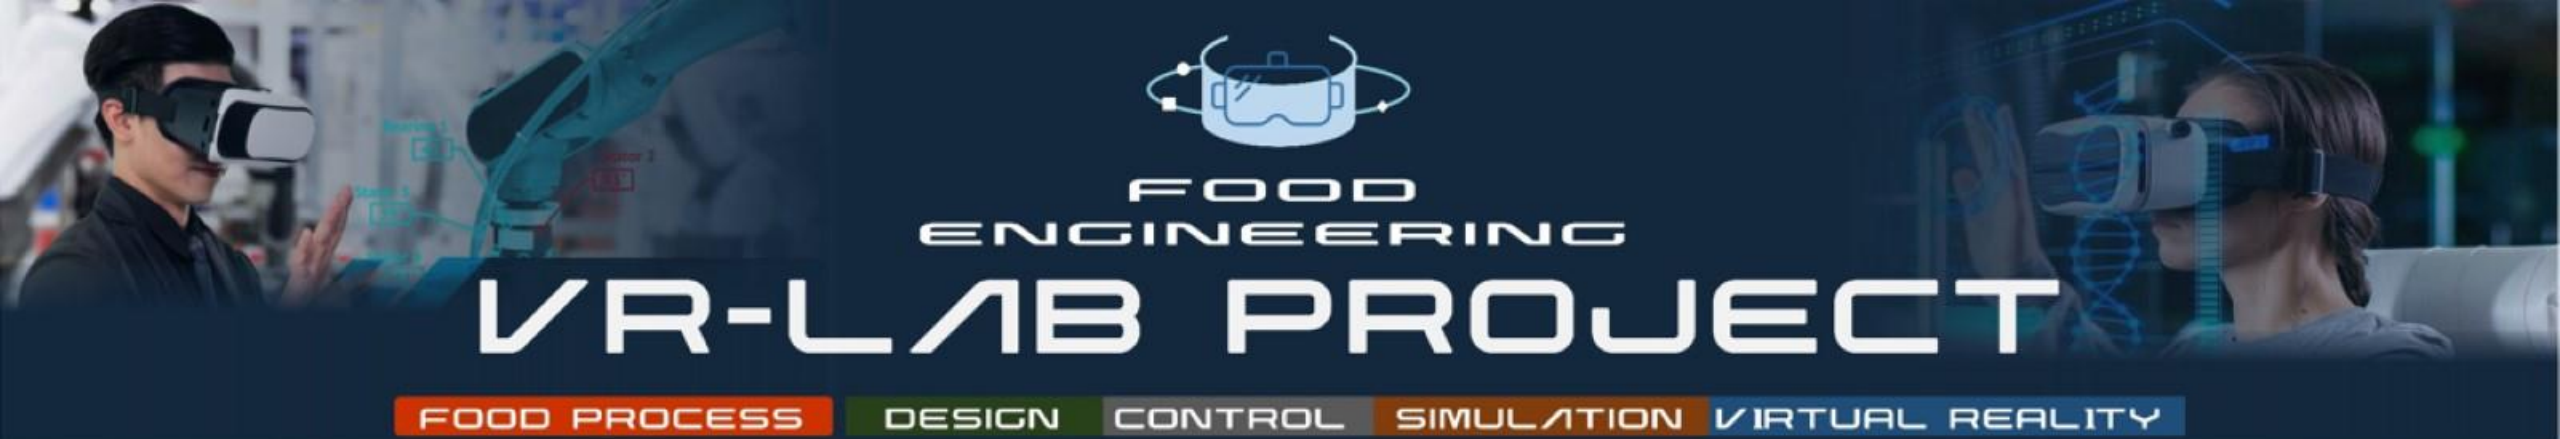 FOOD
ENGINEERING
VR-LAB PROJECT
FOOD PROCESS DESIGN CONTROL SIMULATION VIRTUAL REALITY